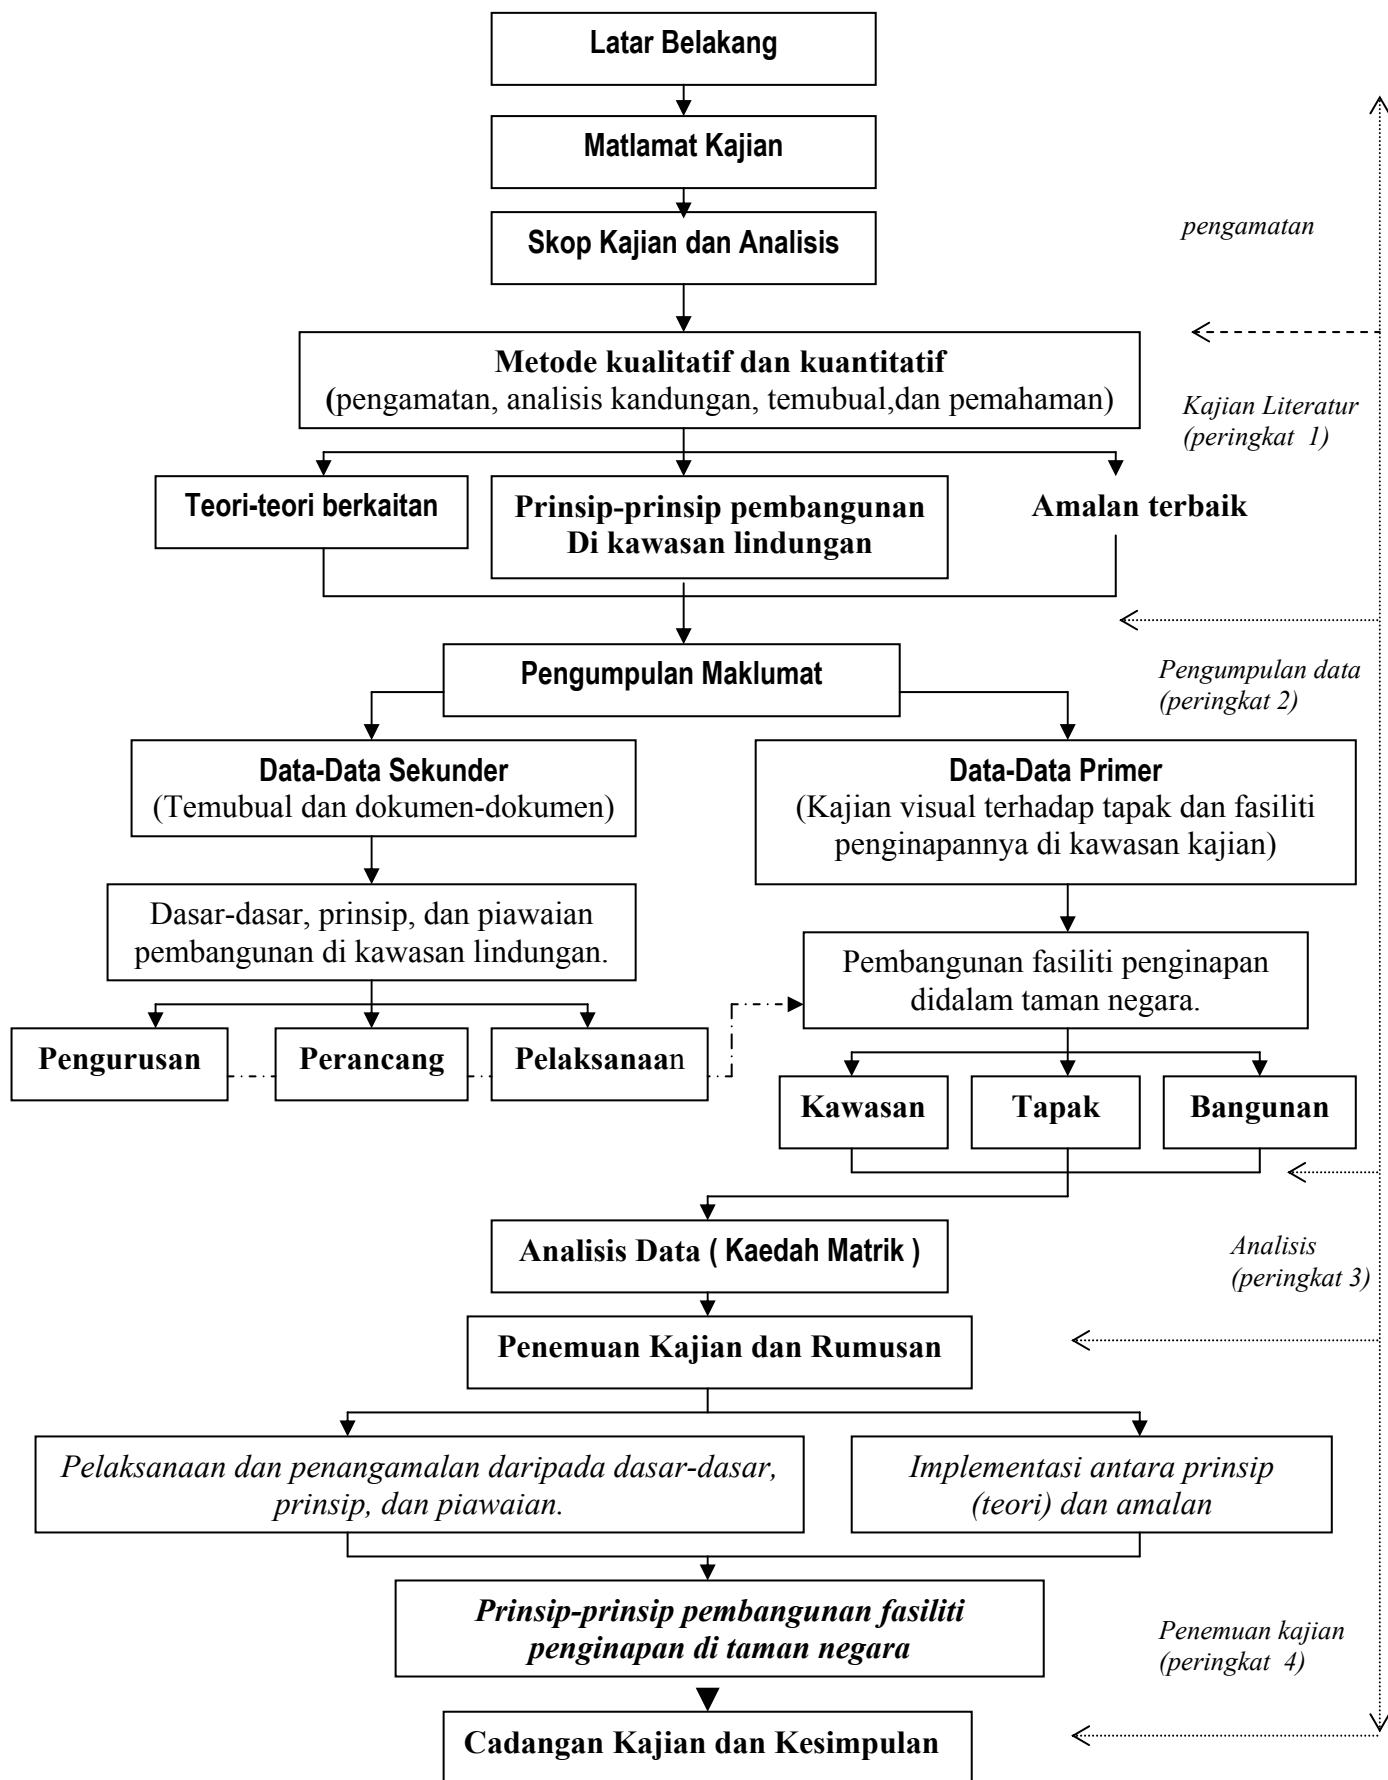 Latar Belakang
Matlamat Kajian
Skop Kajian dan Analisis
pengamatan
Metode kualitatif dan kuantitatif
(pengamatan, analisis kandungan, temubual,dan pemahaman)
Kajian Literatur
(peringkat 1)
Teori-teori berkaitan
Prinsip-prinsip pembangunan
Di kawasan lindungan
Amalan terbaik
Pengumpulan Maklumat
Pengumpulan data
(peringkat 2)
Data-Data Sekunder
(Temubual dan dokumen-dokumen)
Data-Data Primer
(Kajian visual terhadap tapak dan fasiliti
penginapannya di kawasan kajian)
Dasar-dasar, prinsip, dan piawaian
pembangunan di kawasan lindungan.
Pembangunan fasiliti penginapan
didalam taman negara.
Pengurusan
Perancang
Pelaksanaan
Kawasan
Tapak
Bangunan
Analisis Data ( Kaedah Matrik )
Analisis
(peringkat 3)
Penemuan Kajian dan Rumusan
Pelaksanaan dan penangamalan daripada dasar-dasar,
prinsip, dan piawaian.
Implementasi antara prinsip
(teori) dan amalan
Prinsip-prinsip pembangunan fasiliti
penginapan di taman negara
Penemuan kajian
(peringkat 4)
Cadangan Kajian dan Kesimpulan